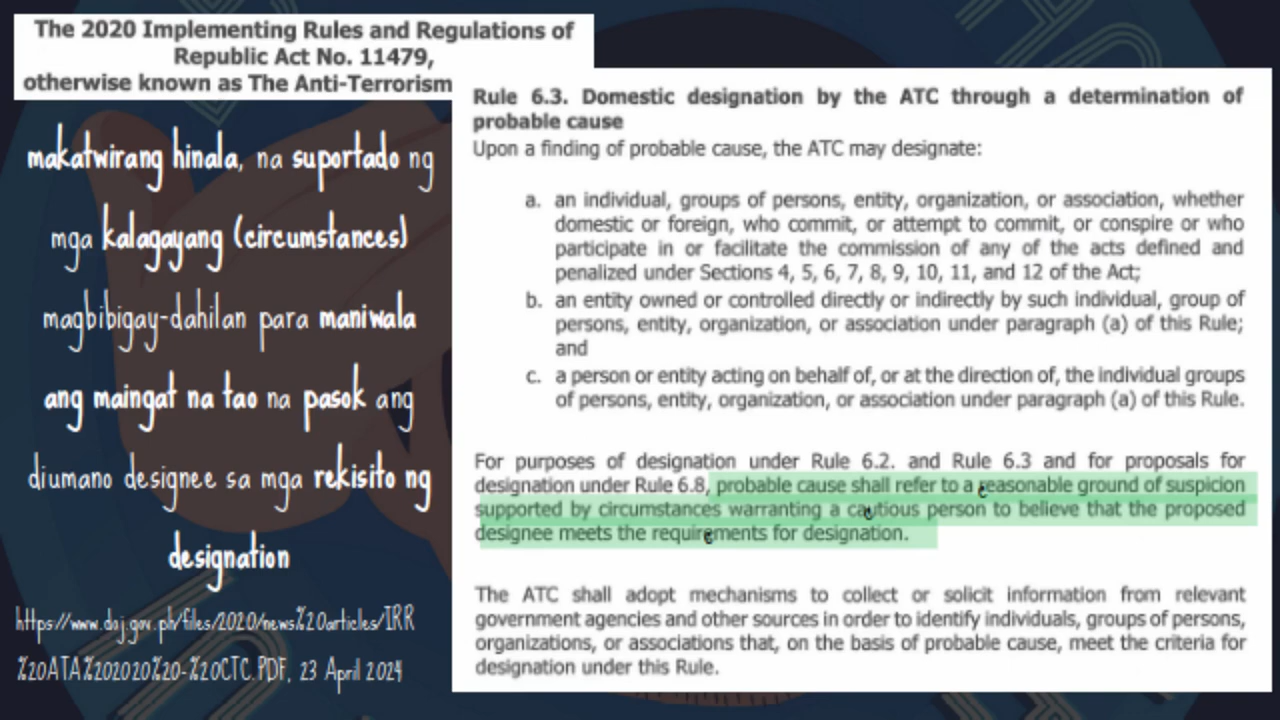 The 2020 Implementing Rules and Regulations of
Republic Act No. 11479,
otherwise known as The Anti-Terrorism
makatwirang hinala, na suportado ng
mga kalagayang (circumstances)
magbibigay-dahilan para maniwala
ang maingat na tao na pasok ang
diumano designee sa mga rekisito ng
designation
https://www.doj.gov.ph/files/2020/news%20articles/IRR
%20ATA%202020%20-%20CTC.PDF, 23 April 2024
Rule 6.3. Domestic designation by the ATC through a determination of
probable cause
Upon a finding of probable cause, the ATC may designate:
a. an individual, groups of persons, entity, organization, or association, whether
domestic or foreign, who commit, or attempt to commit, or conspire or who
participate in or facilitate the commission of any of the acts defined and
penalized under Sections 4, 5, 6, 7, 8, 9, 10, 11, and 12 of the Act;
b. an entity owned or controlled directly or indirectly by such individual, group of
persons, entity, organization, or association under paragraph (a) of this Rule;
and
c. a person or entity acting on behalf of, or at the direction of, the individual groups
of persons, entity, organization, or association under paragraph (a) of this Rule.
For purposes of designation under Rule 6.2. and Rule 6.3 and for proposals for
designation under Rule 6.8, probable cause shall refer to a reasonable ground of suspicion
supported by circumstances warranting a cautious person to believe that the proposed
designee meets the requirements for designation.
The ATC shall adopt mechanisms to collect or solicit information from relevant
government agencies and other sources in order to identify individuals, groups of persons,
organizations, or associations that, on the basis of probable cause, meet the criteria for
designation under this Rule.